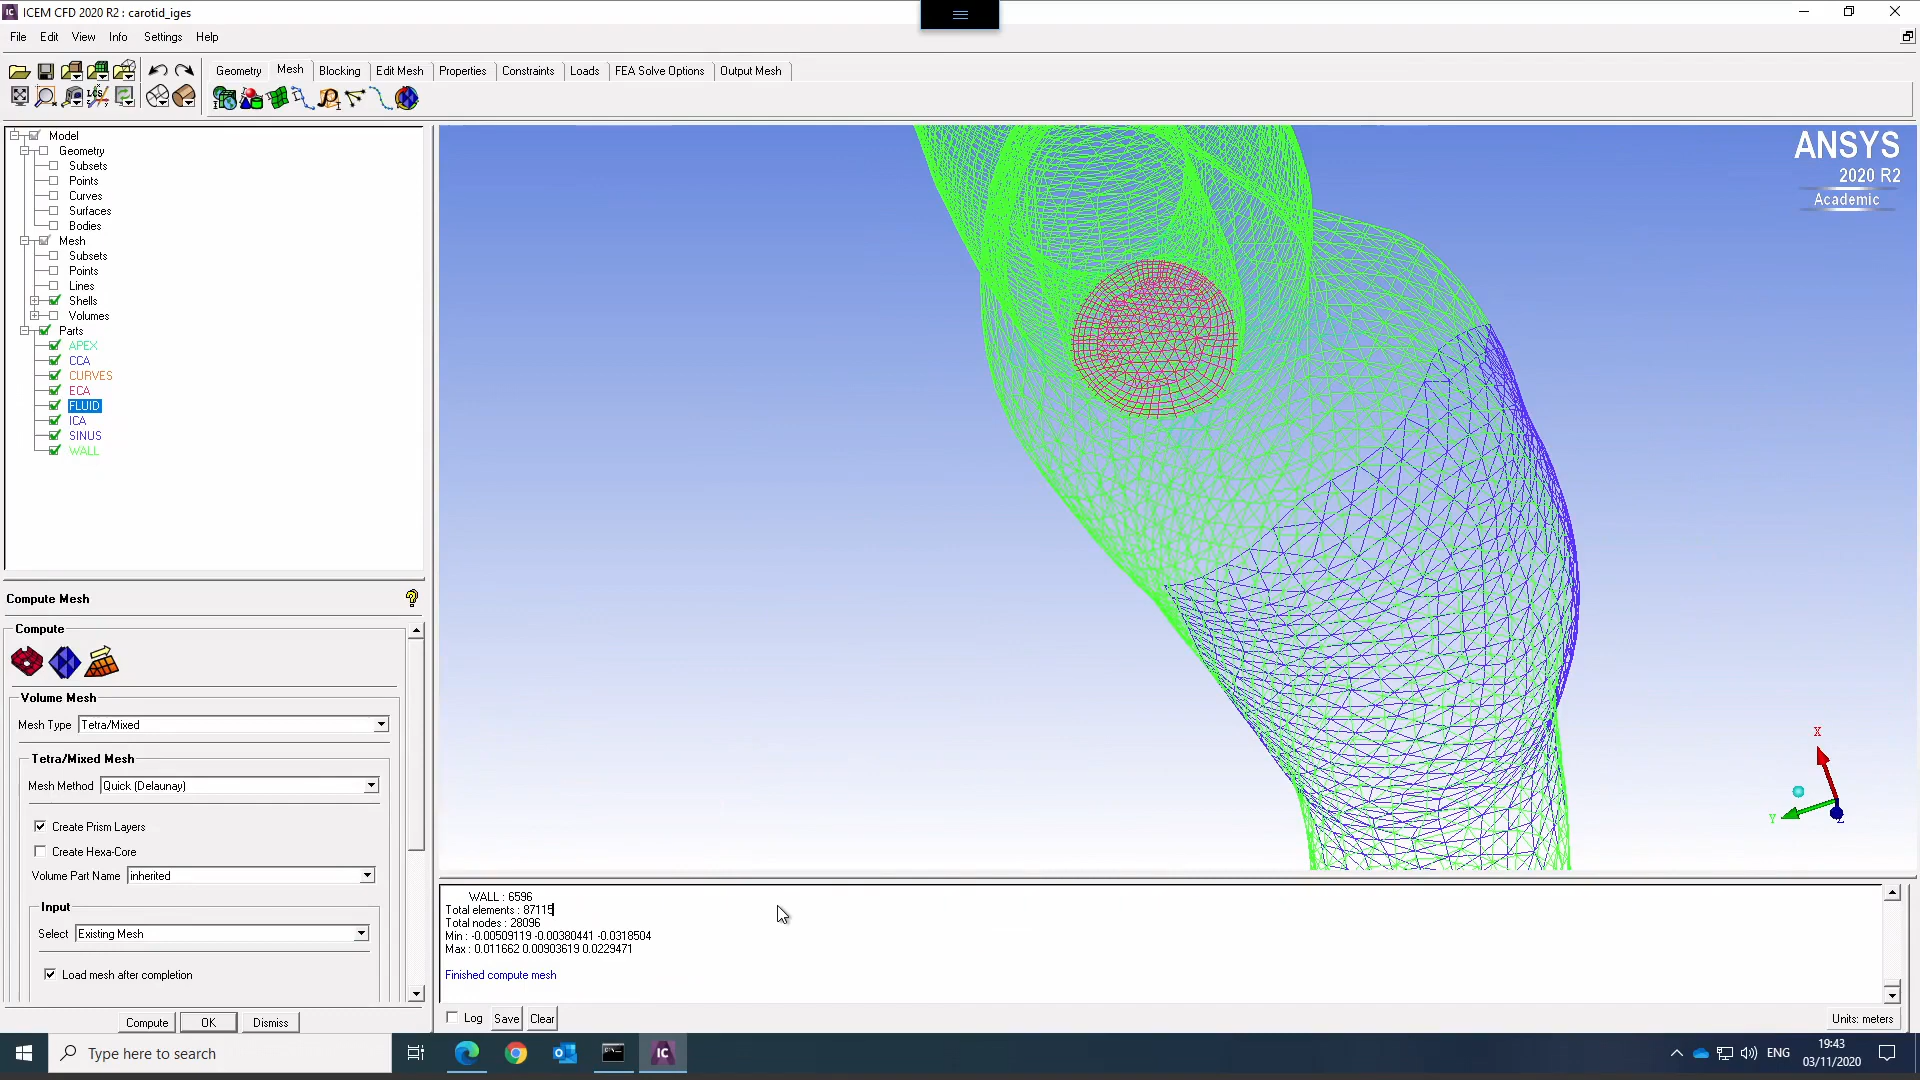 ICEM CFD 2020 R2 : carotid_iges
File Edit View Info Settings Help
Geometry Mesh Blocking Edit Mesh Properties Constraints Loads FEA Solve Options Output Mesh
LCS
Model
Geometry
Subsets
Points
Curves
Surfaces
Bodies
Mesh
Subsets
Points
Lines
Shells
Volumes
Parts
APEX
CCA
CURVES
ECA
FLUID
ICA
SINUS
WALL
ANSYS
2020 R2
Academic
X
Y
Z
Compute Mesh
Compute
Volume Mesh
Mesh Type Tetra/Mixed
Tetra/Mixed Mesh
Mesh Method Quick (Delaunay)
Create Prism Layers
Create Hexa-Core
Volume Part Name inherited
Input
Select Existing Mesh
Load mesh after completion
Compute OK Dismiss
WALL : 6596
Total elements : 87115
Total nodes : 28096
Min : -0.00509119 -0.00380441 -0.0318504
Max : 0.011662 0.00903619 0.0229471
Finished compute mesh
Log Save Clear
Units: meters
Type here to search
IC
ENG
19:43
03/11/2020